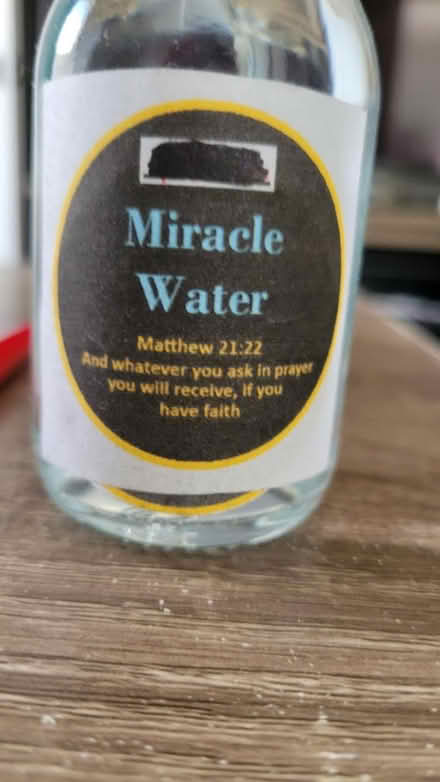 Miracle
Water
Matthew 21:22
And whatever you ask in prayer
you will receive, if you
have faith